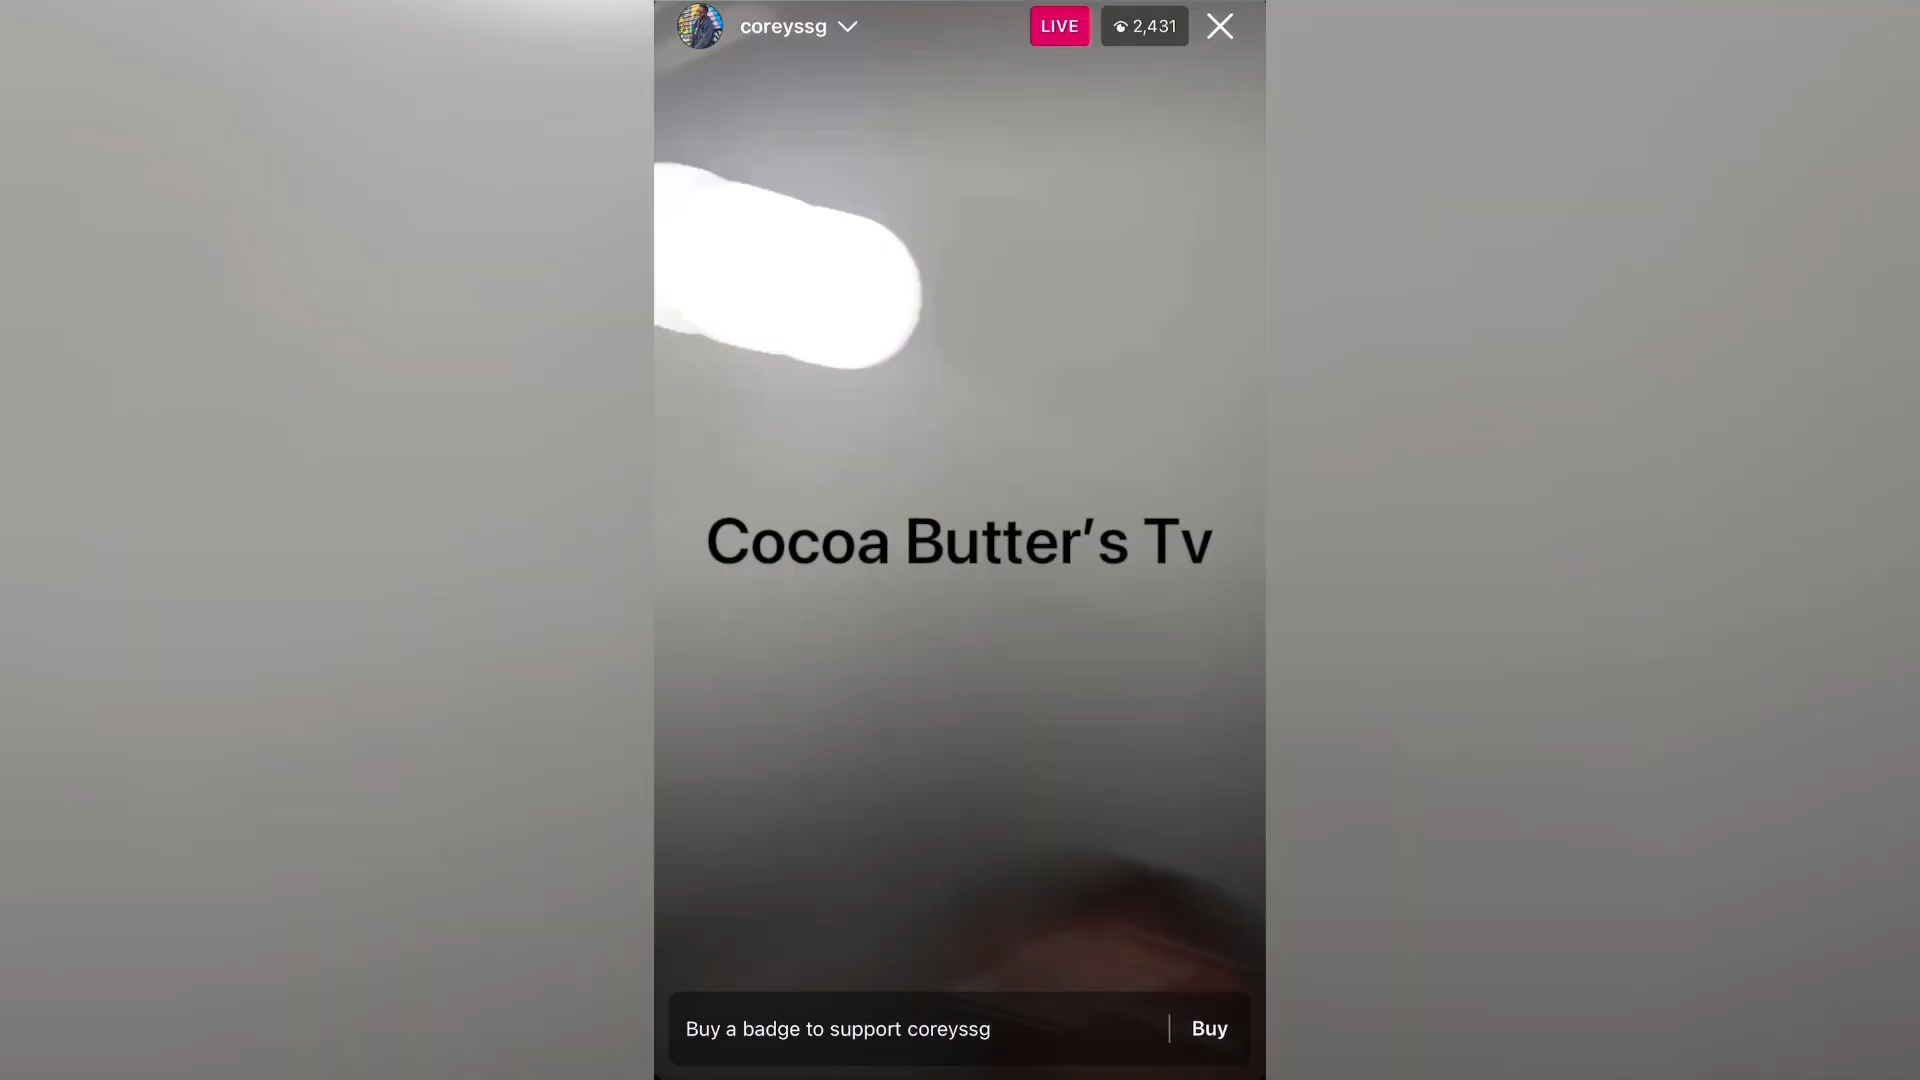 coreyssg
LIVE
2,431
Cocoa Butter’s Tv
Buy a badge to support coreyssg
Buy